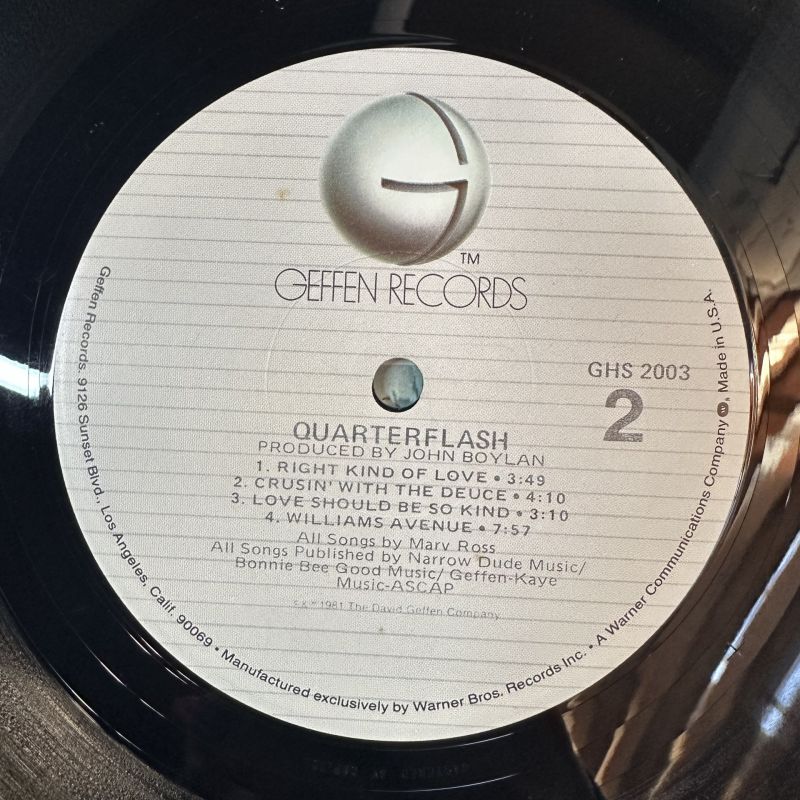 TM
GEFFEN RECORDS
GHS 2003
2
QUARTERFLASH
PRODUCED BY JOHN BOYLAN
1. RIGHT KIND OF LOVE • 3:49
2. CRUSIN' WITH THE DEUCE • 4:10
3. LOVE SHOULD BE SO KIND • 3:10
4. WILLIAMS AVENUE • 7:57
All Songs by Marv Ross
All Songs Published by Narrow Dude Music/
Bonnie Bee Good Music/ Geffen-Kaye
Music-ASCAP
1981 The David Geffen Company
Geffen Records, 9126 Sunset Blvd., Los Angeles, Calif. 90069 • Manufactured exclusively by Warner Bros. Records Inc. • A Warner Communications Company, Made in U.S.A.